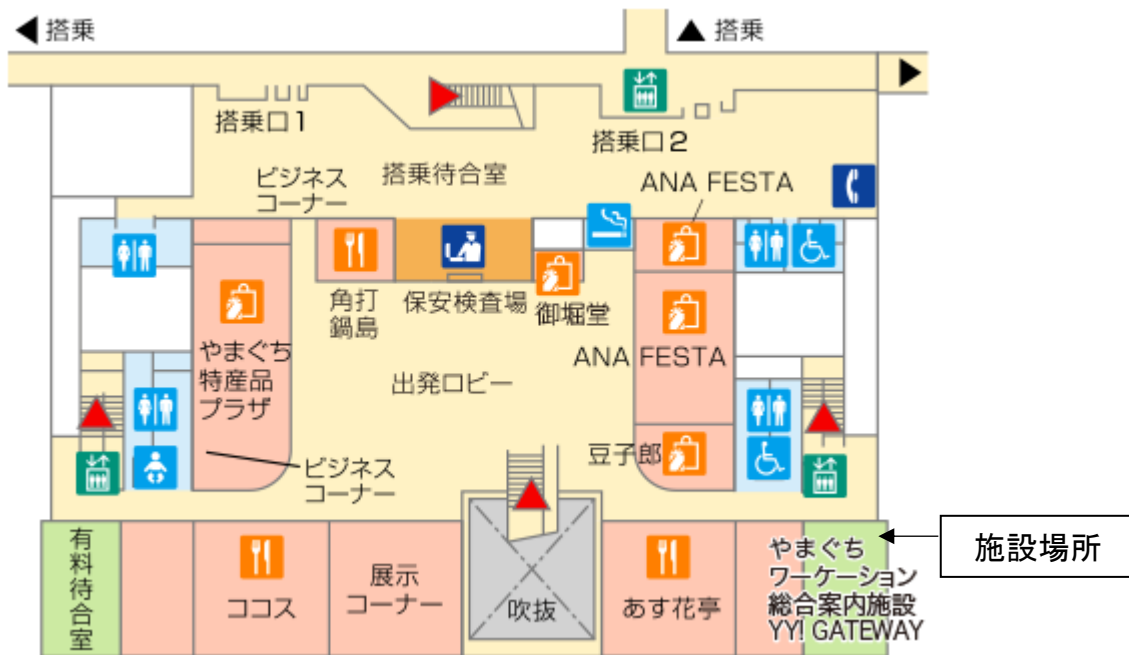 搭乗
搭乗
搭乗口1
搭乗口2
ビジネス
コーナー
搭乗待合室
ANA FESTA
角打
鍋島
保安検査場
御堀堂
やまぐち
特産品
プラザ
出発ロビー
ANA FESTA
豆子郎
ビジネス
コーナー
有料待合室
ココス
展示
コーナー
吹抜
あす花亭
やまぐち
ワーケーション
総合案内施設
YY! GATEWAY
施設場所